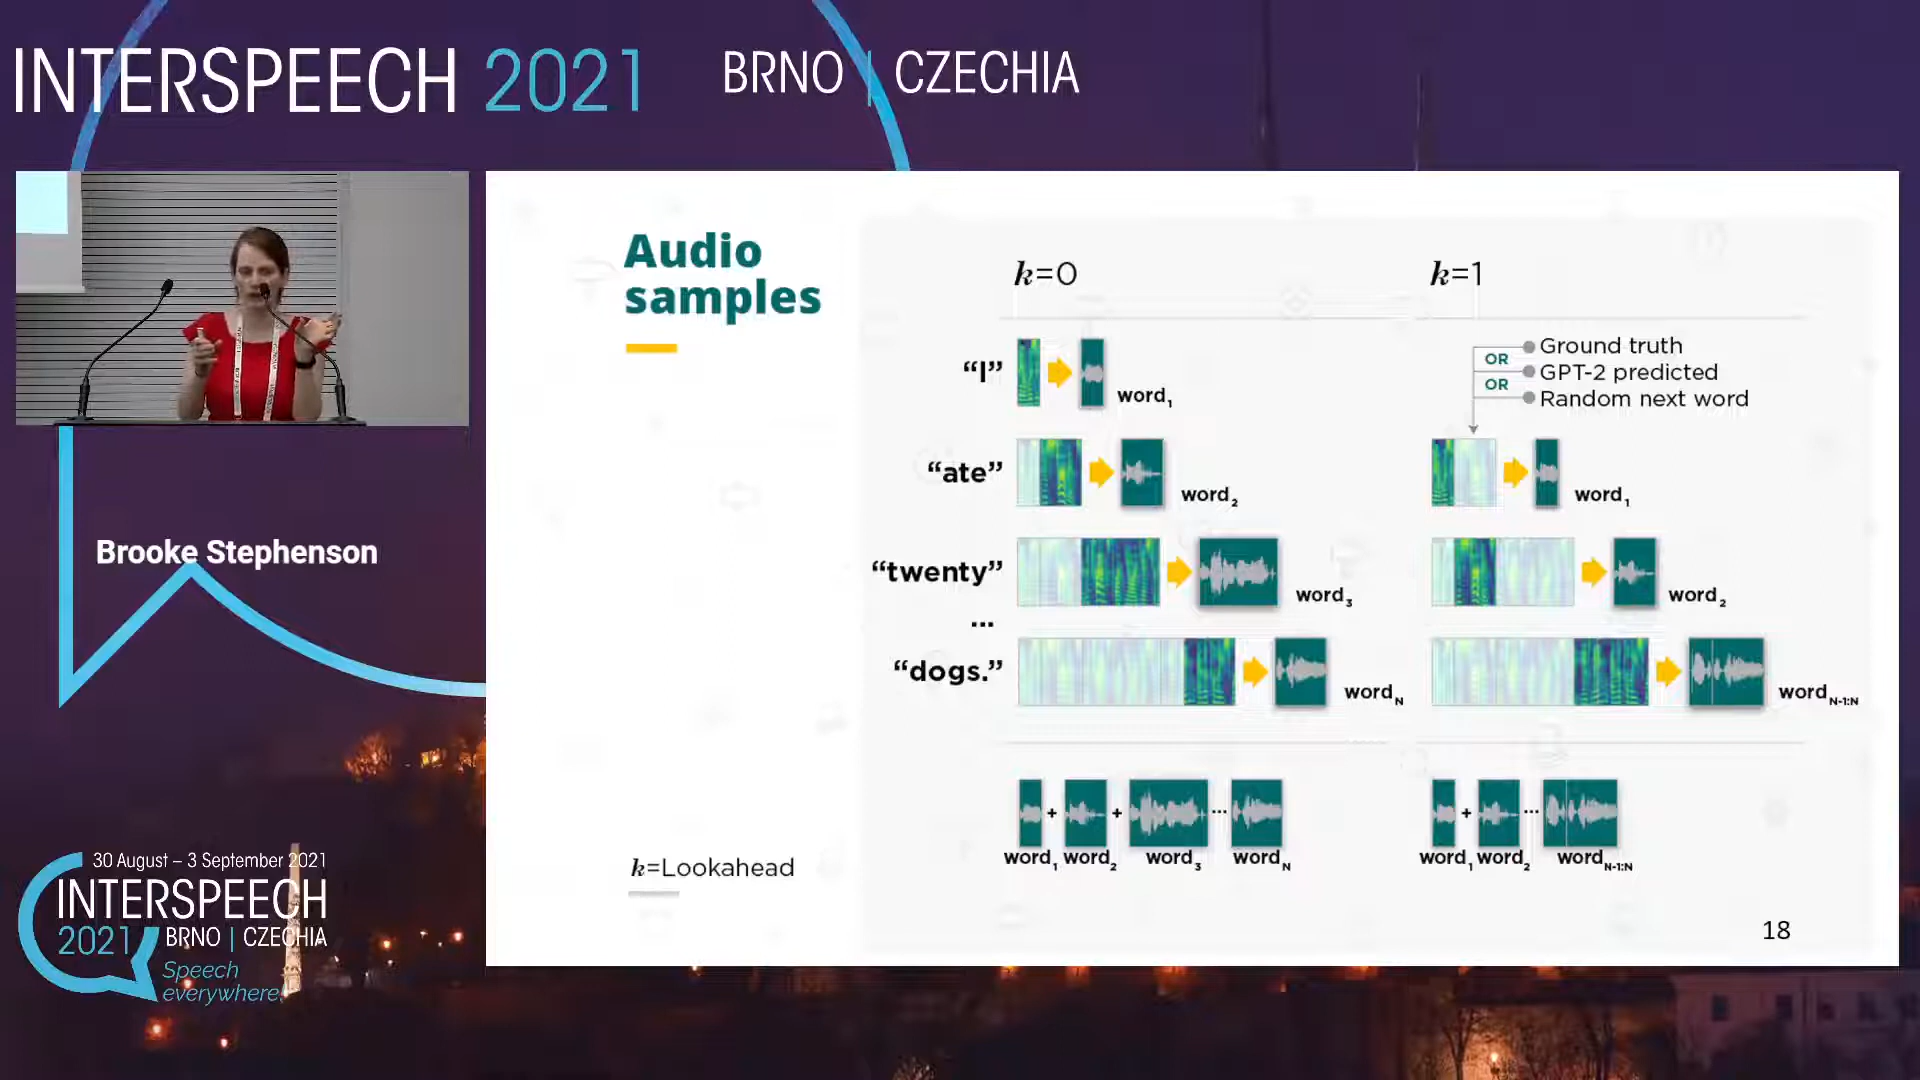 INTERSPEECH 2021
BRNO | CZECHIA
Audio
samples
k=0
k=1
"I"
word1
OR
OR
Ground truth
GPT-2 predicted
Random next word
"ate"
word2
word1
"twenty"
word3
word2
...
"dogs."
wordN
wordN-1:N
+ + ...
+ ...
word1 word2 word3 wordN
word1 word2 wordN-1:N
k=Lookahead
18
Brooke Stephenson
30 August – 3 September 2021
INTERSPEECH
2021 BRNO | CZECHIA
Speech
everywhere!